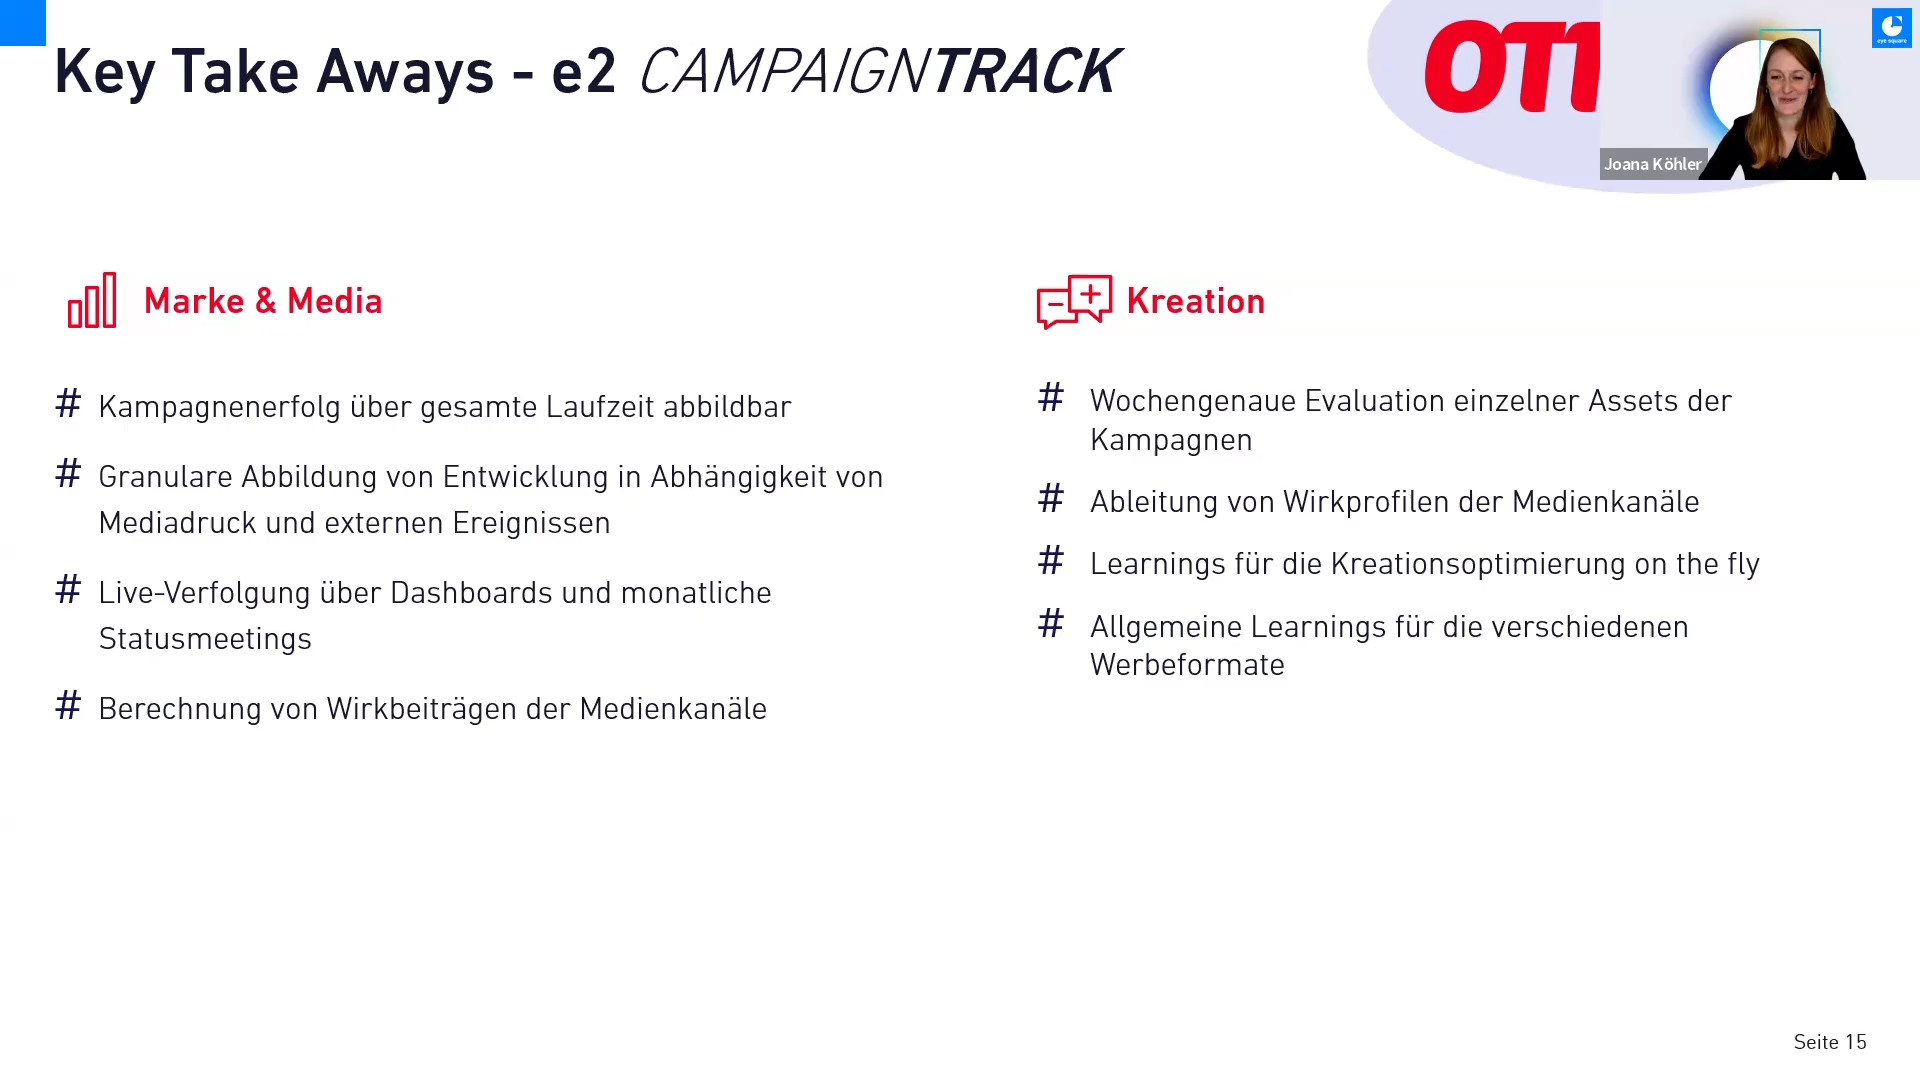 Key Take Aways - e2 CAMPAIGNTRACK
eye square
Joana Köhler
Marke & Media
# Kampagnenerfolg über gesamte Laufzeit abbildbar
# Granulare Abbildung von Entwicklung in Abhängigkeit von
Mediadruck und externen Ereignissen
# Live-Verfolgung über Dashboards und monatliche
Statusmeetings
# Berechnung von Wirkbeiträgen der Medienkanäle
Kreation
# Wochengenaue Evaluation einzelner Assets der
Kampagnen
# Ableitung von Wirkprofilen der Medienkanäle
# Learnings für die Kreationsoptimierung on the fly
# Allgemeine Learnings für die verschiedenen
Werbeformate
Seite 15